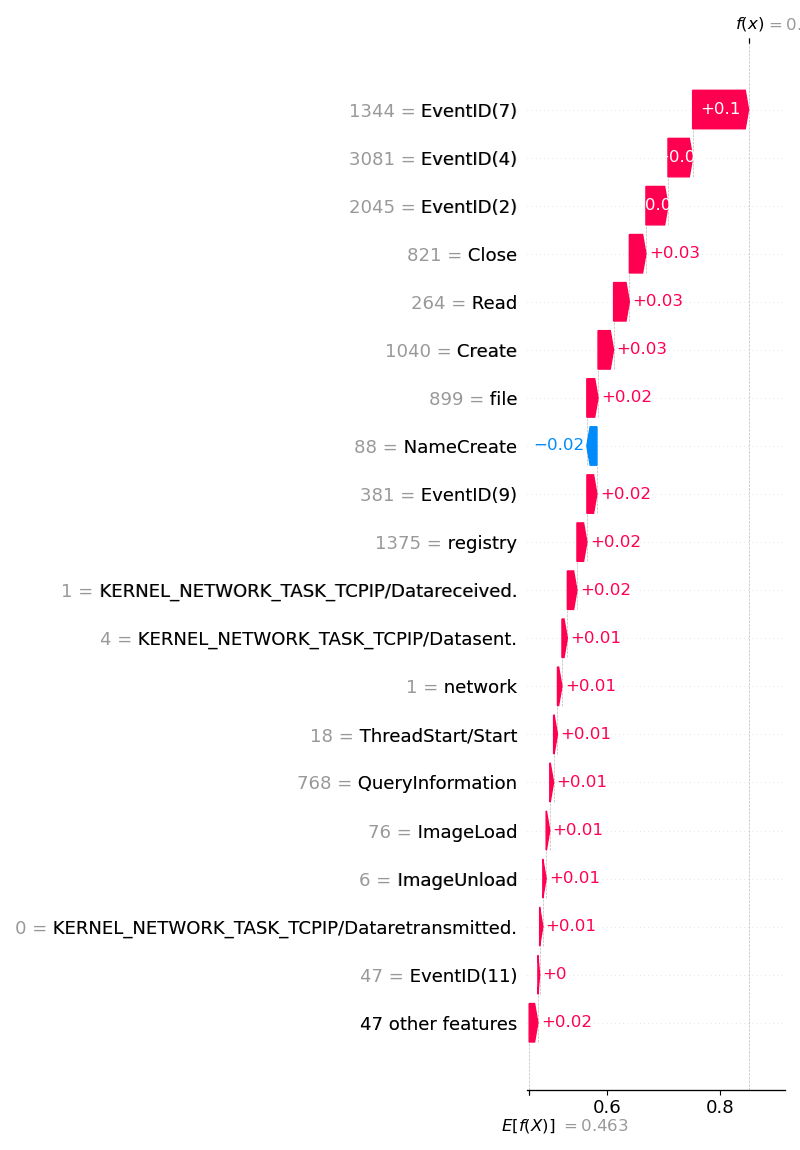 f(x) = 0.
1344 = EventID(7) +0.1
3081 = EventID(4)
2045 = EventID(2)
821 = Close +0.03
264 = Read +0.03
1040 = Create +0.03
899 = file +0.02
88 = NameCreate −0.02
381 = EventID(9) +0.02
1375 = registry +0.02
1 = KERNEL_NETWORK_TASK_TCPIP/Datareceived. +0.02
4 = KERNEL_NETWORK_TASK_TCPIP/Datasent. +0.01
1 = network +0.01
18 = ThreadStart/Start +0.01
768 = QueryInformation +0.01
76 = ImageLoad +0.01
6 = ImageUnload +0.01
0 = KERNEL_NETWORK_TASK_TCPIP/Dataretransmitted. +0.01
47 = EventID(11) +0
47 other features +0.02
0.6 0.8
E[f(X)] = 0.463